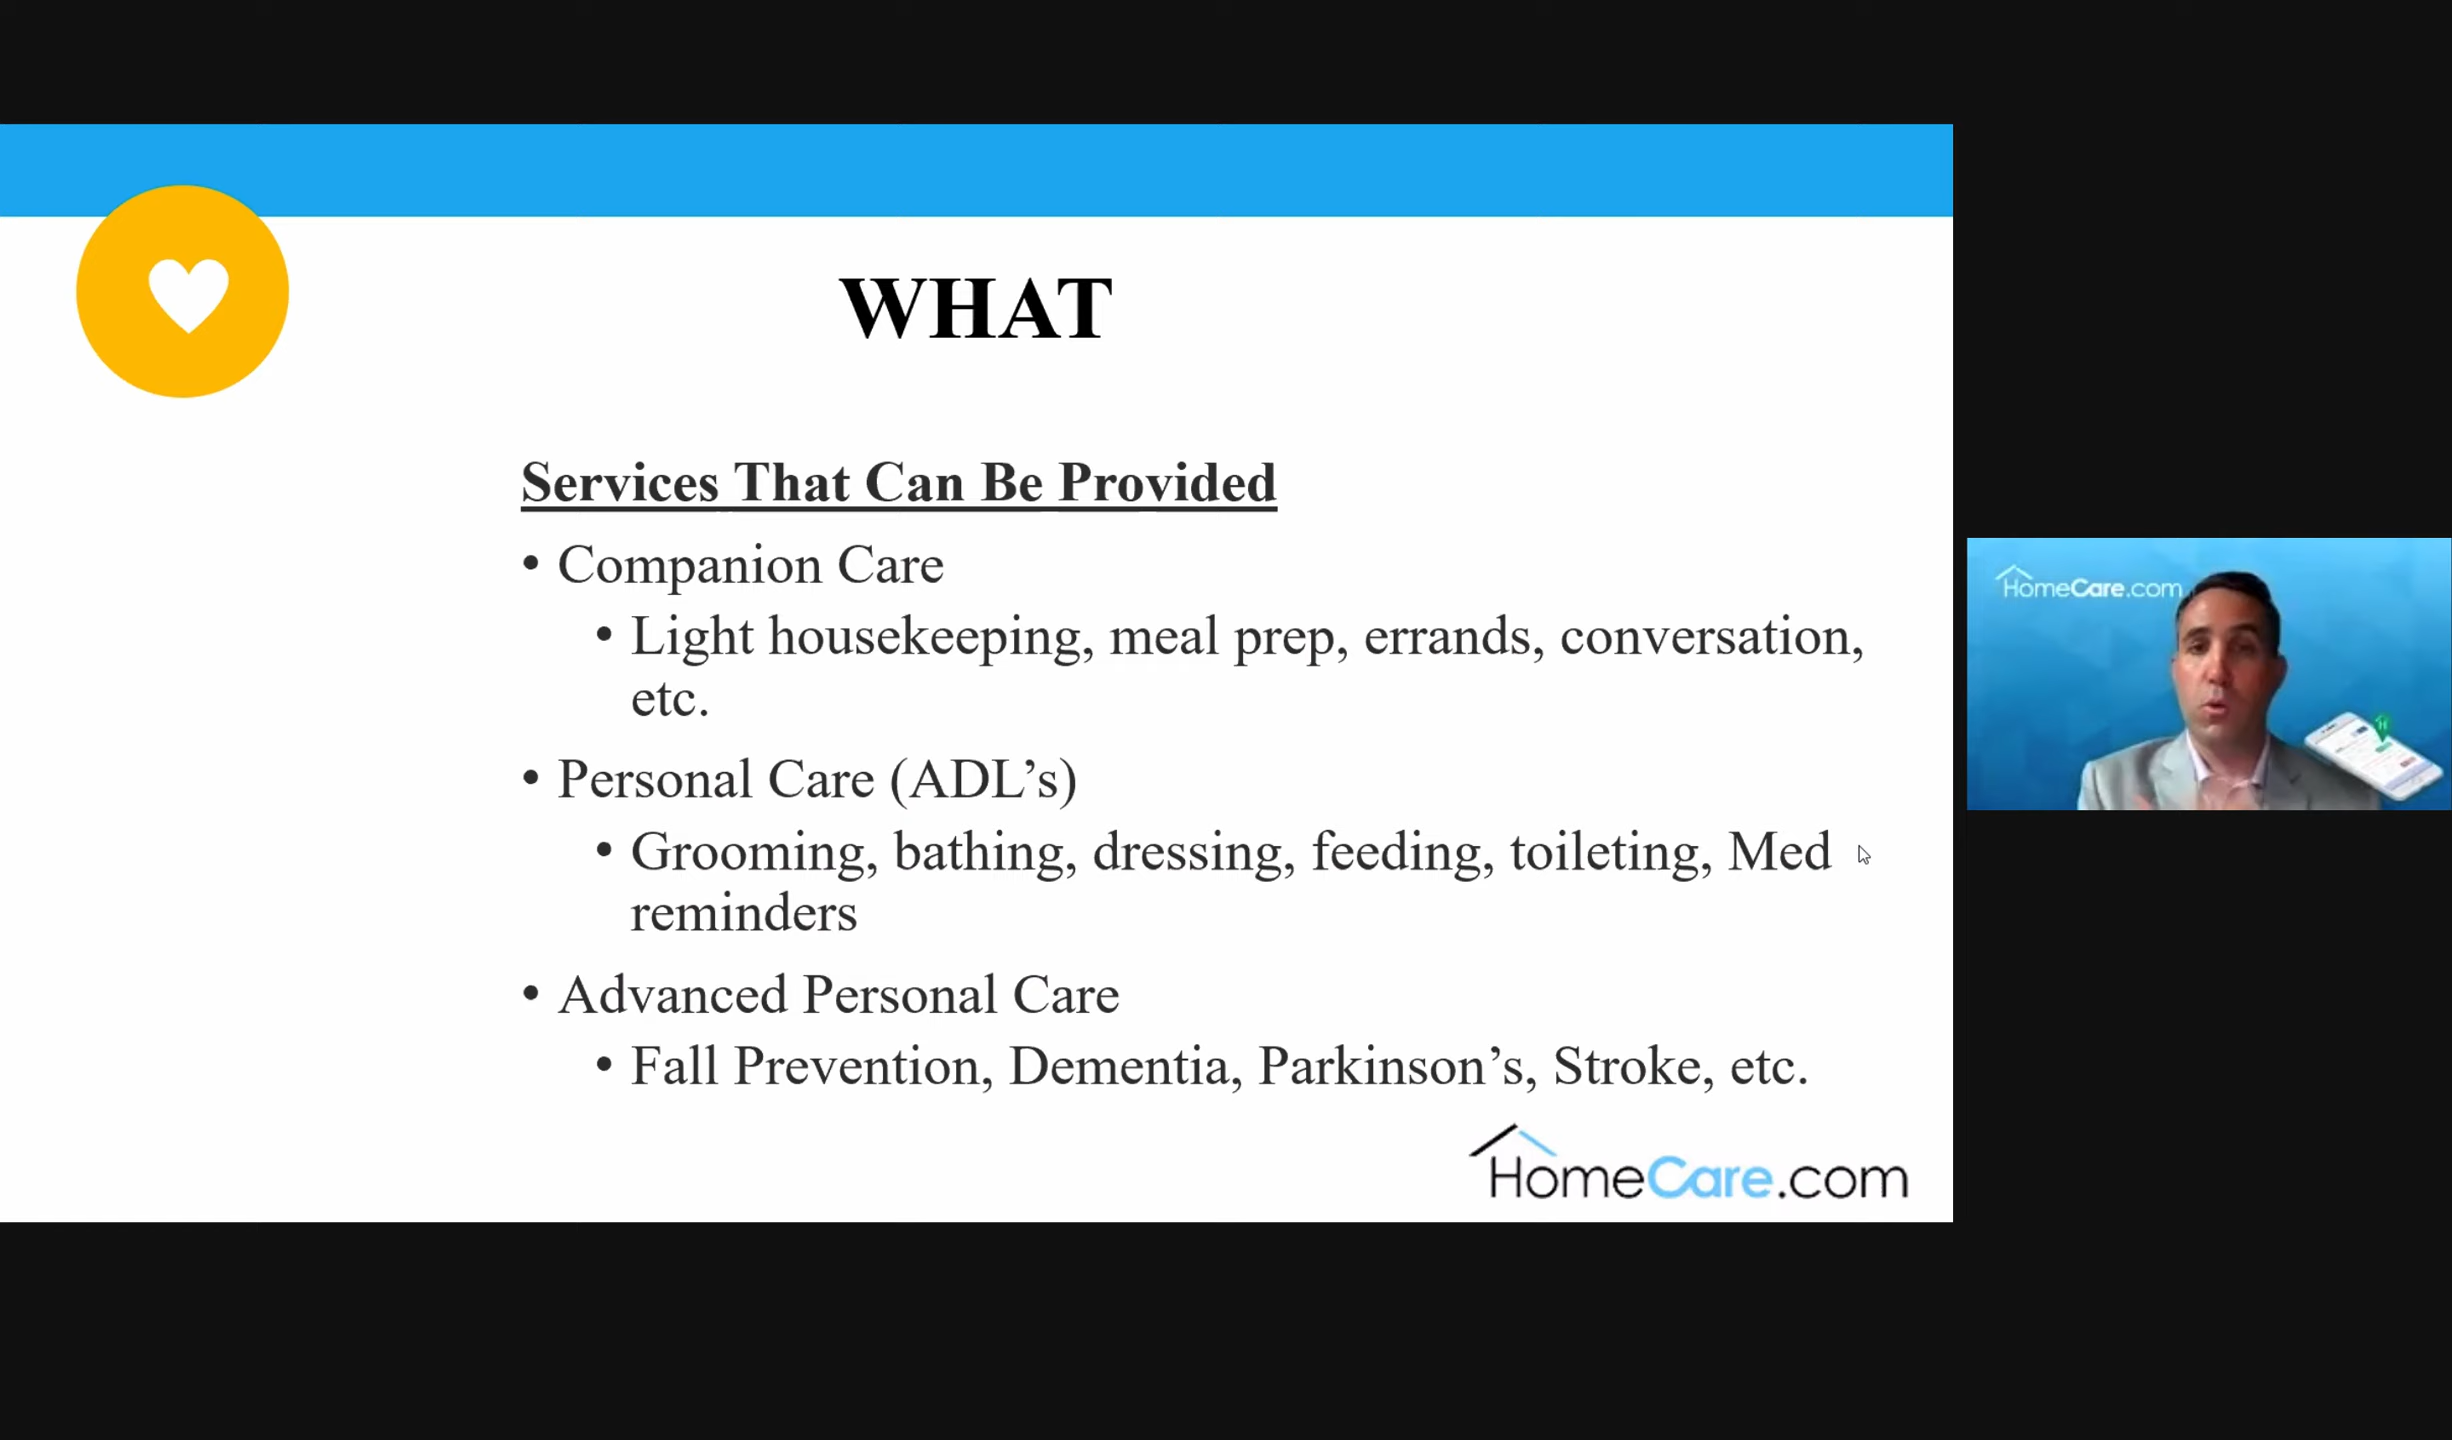 WHAT
Services That Can Be Provided
• Companion Care
• Light housekeeping, meal prep, errands, conversation,
etc.
• Personal Care (ADL’s)
• Grooming, bathing, dressing, feeding, toileting, Med
reminders
• Advanced Personal Care
• Fall Prevention, Dementia, Parkinson’s, Stroke, etc.
HomeCare.com
HomeCare.com